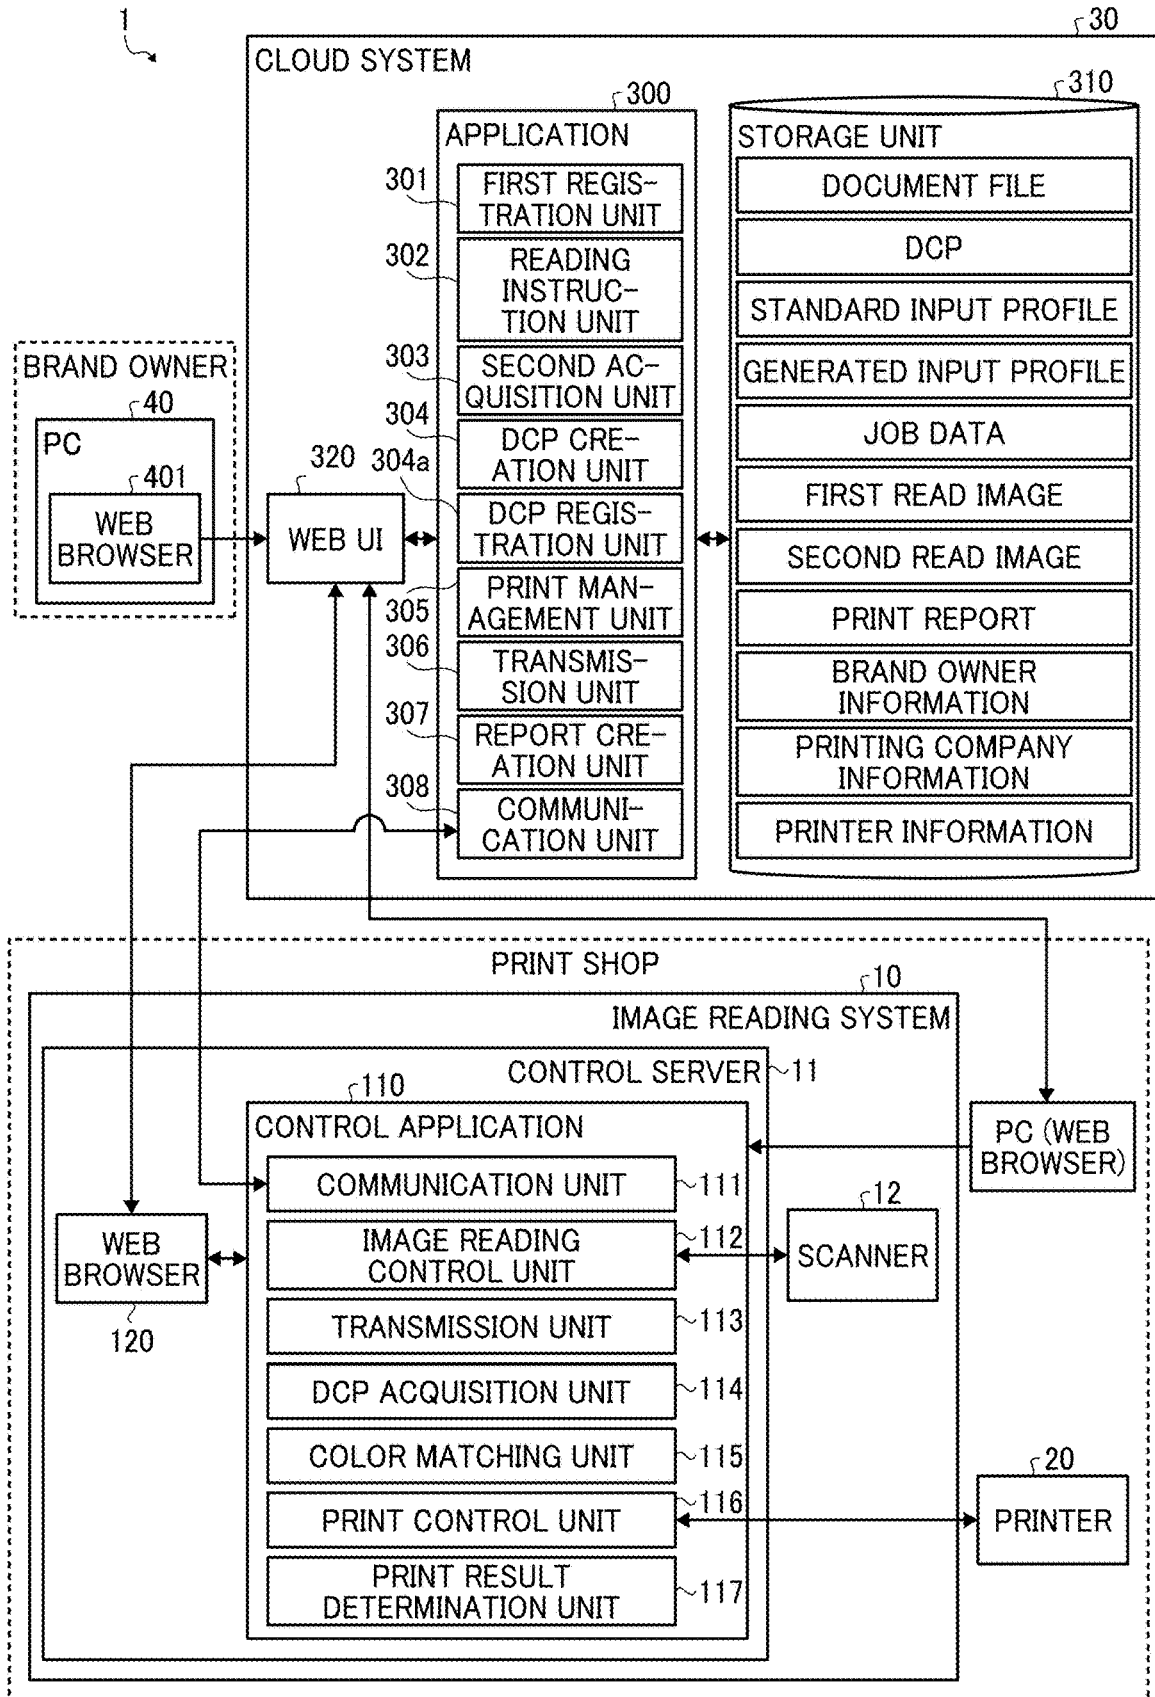 1
30
CLOUD SYSTEM
300
APPLICATION
301
FIRST REGIS-
TRATION UNIT
302
READING
INSTRUC-
TION UNIT
303
SECOND AC-
QUISITION UNIT
304
DCP CRE-
ATION UNIT
304a
DCP REGIS-
TRATION UNIT
305
PRINT MAN-
AGEMENT UNIT
306
TRANSMIS-
SION UNIT
307
REPORT CRE-
ATION UNIT
308
COMMUNI-
CATION UNIT
310
STORAGE UNIT
DOCUMENT FILE
DCP
STANDARD INPUT PROFILE
GENERATED INPUT PROFILE
JOB DATA
FIRST READ IMAGE
SECOND READ IMAGE
PRINT REPORT
BRAND OWNER
INFORMATION
PRINTING COMPANY
INFORMATION
PRINTER INFORMATION
BRAND OWNER
40
PC
401
WEB
BROWSER
320
WEB UI
PRINT SHOP
10
IMAGE READING SYSTEM
CONTROL SERVER
11
110
CONTROL APPLICATION
COMMUNICATION UNIT
111
IMAGE READING
CONTROL UNIT
112
TRANSMISSION UNIT
113
DCP ACQUISITION UNIT
114
COLOR MATCHING UNIT
115
PRINT CONTROL UNIT
116
PRINT RESULT
DETERMINATION UNIT
117
WEB
BROWSER
120
PC (WEB
BROWSER)
12
SCANNER
20
PRINTER